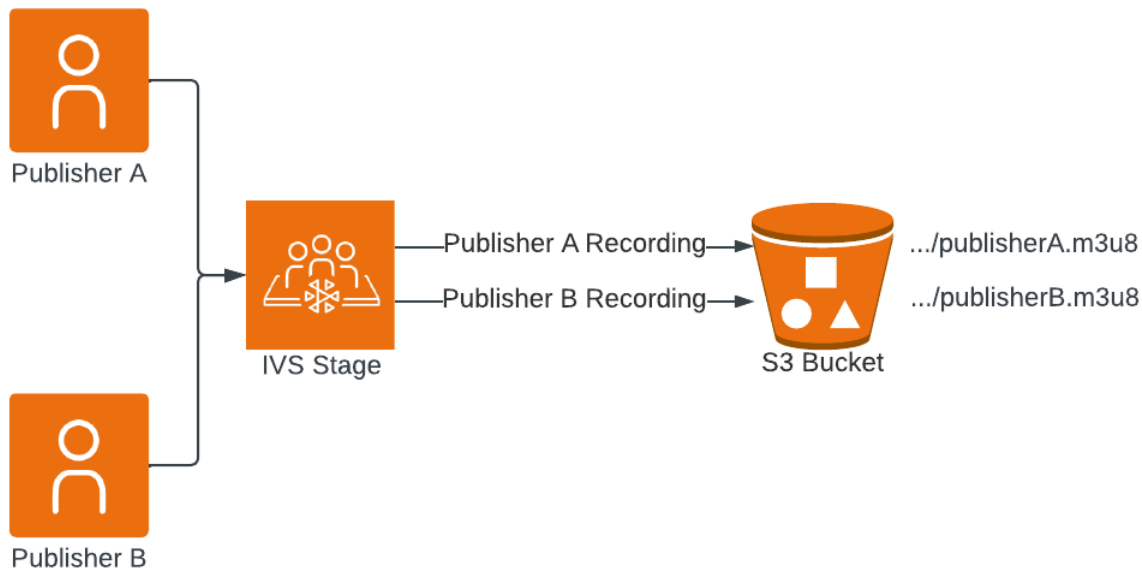 Publisher A
Publisher A Recording
.../publisherA.m3u8
Publisher B Recording
.../publisherB.m3u8
IVS Stage
S3 Bucket
Publisher B